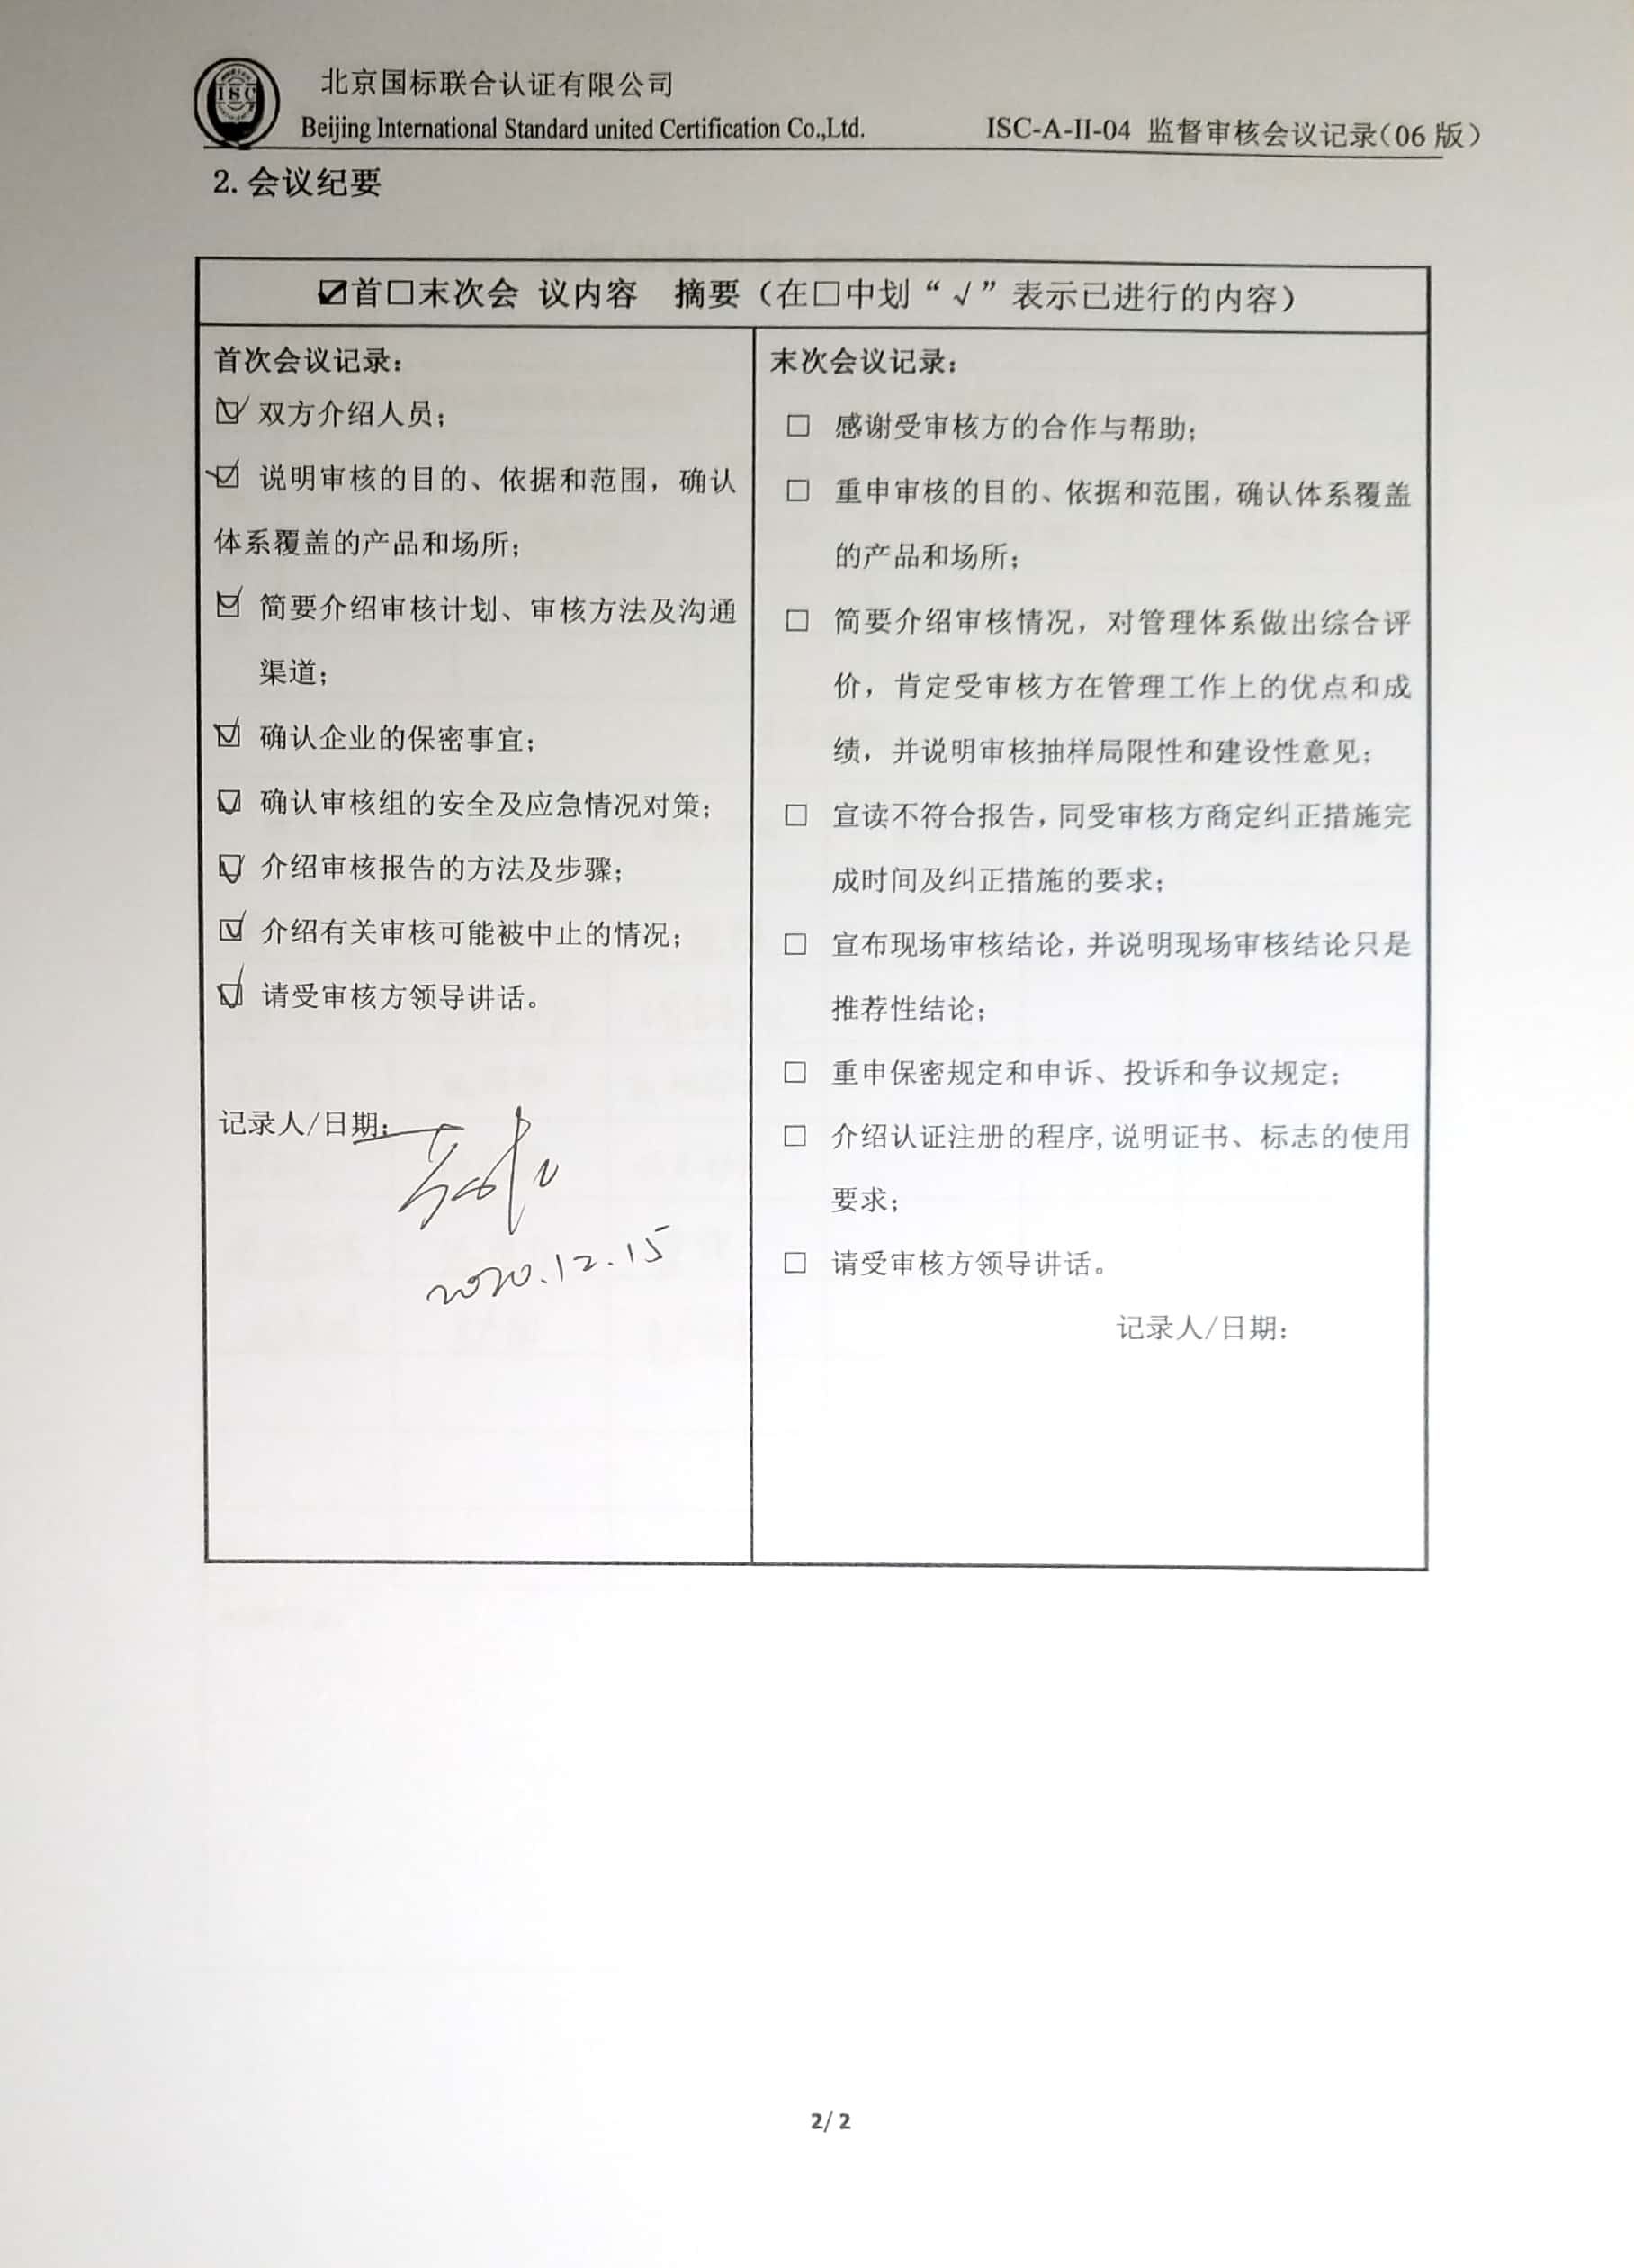 ISC
北京国标联合认证有限公司
Beijing International Standard united Certification Co.,Ltd.
ISC-A-II-04 监督审核会议记录(06 版)
2.会议纪要
☑首□末次会 议内容 摘要(在□中划“√”表示已进行的内容)
首次会议记录:
☑ 双方介绍人员;
☑ 说明审核的目的、依据和范围,确认
体系覆盖的产品和场所;
☑ 简要介绍审核计划、审核方法及沟通
渠道;
☑ 确认企业的保密事宜;
☑ 确认审核组的安全及应急情况对策;
☑ 介绍审核报告的方法及步骤;
☑ 介绍有关审核可能被中止的情况;
☑ 请受审核方领导讲话。
记录人/日期:
2020.12.15
末次会议记录:
□ 感谢受审核方的合作与帮助;
□ 重申审核的目的、依据和范围,确认体系覆盖
的产品和场所;
□ 简要介绍审核情况,对管理体系做出综合评
价,肯定受审核方在管理工作上的优点和成
绩,并说明审核抽样局限性和建设性意见;
□ 宣读不符合报告,同受审核方商定纠正措施完
成时间及纠正措施的要求;
□ 宣布现场审核结论,并说明现场审核结论只是
推荐性结论;
□ 重申保密规定和申诉、投诉和争议规定;
□ 介绍认证注册的程序,说明证书、标志的使用
要求;
□ 请受审核方领导讲话。
记录人/日期:
2/ 2